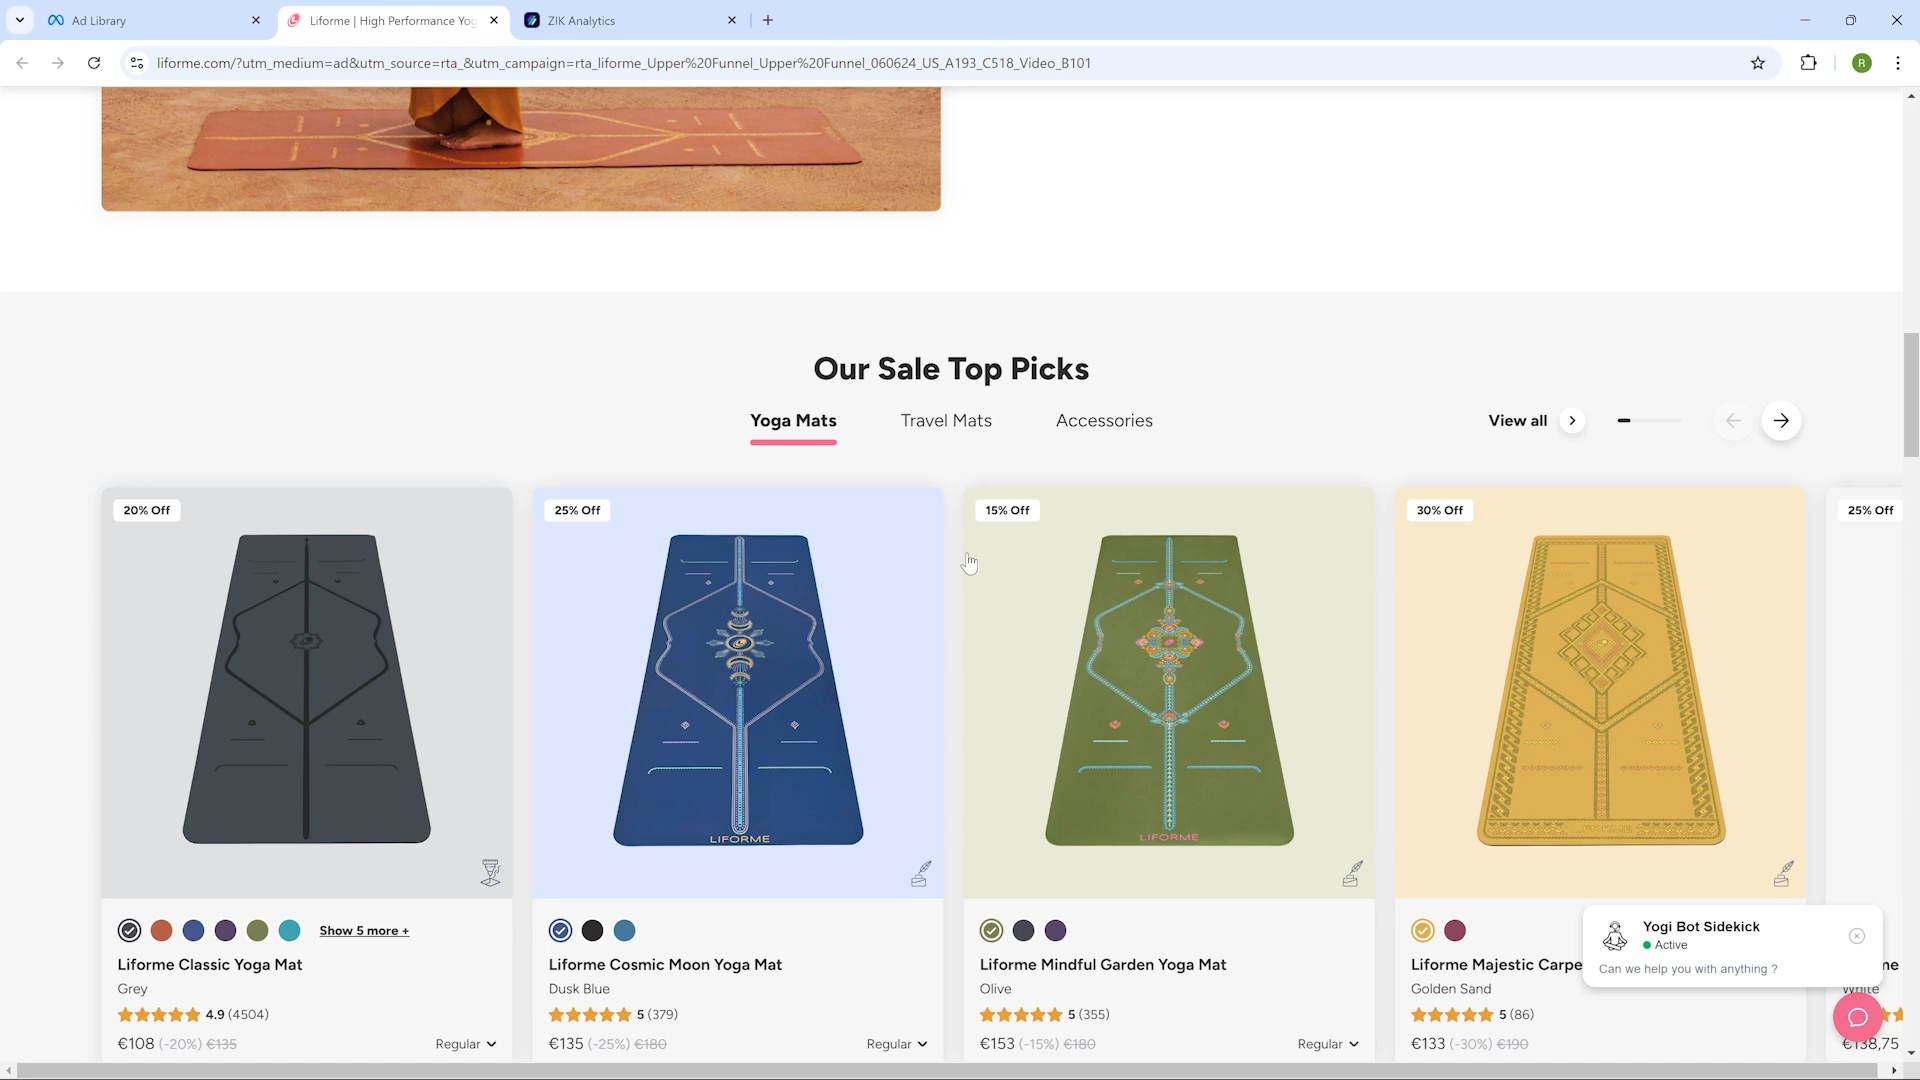 Ad Library
Liforme | High Performance Yog
ZIK Analytics
liforme.com/?utm_medium=ad&utm_source=rta_&utm_campaign=rta_liforme_Upper%20Funnel_Upper%20Funnel_060624_US_A193_C518_Video_B101
R
Our Sale Top Picks
Yoga Mats
Travel Mats
Accessories
View all
20% Off
25% Off
15% Off
30% Off
25% Off
LIFORME
LIFORME
Show 5 more +
Liforme Classic Yoga Mat
Grey
4.9 (4504)
€108 (-20%) €135
Regular
Liforme Cosmic Moon Yoga Mat
Dusk Blue
5 (379)
€135 (-25%) €180
Regular
Liforme Mindful Garden Yoga Mat
Olive
5 (355)
€153 (-15%) €180
Regular
Liforme Majestic Carpe
Golden Sand
5 (86)
€133 (-30%) €190
White
€138,75
Yogi Bot Sidekick
Active
Can we help you with anything ?